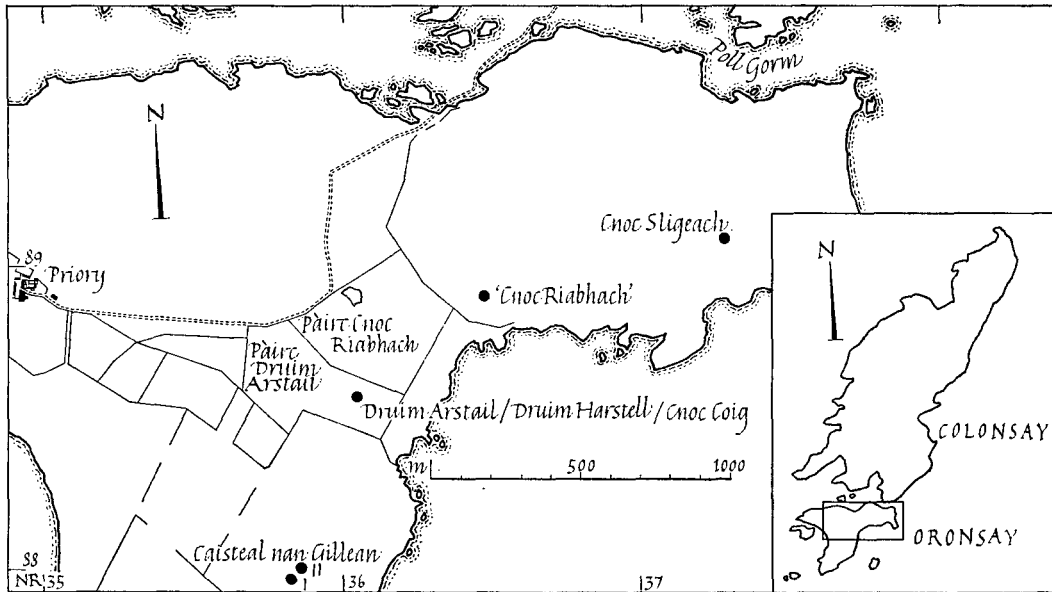 Poll Gorm
N
Cnoc Sligeach
'Cnoc Riabhach'
89
Priory
Pàirc Cnoc
Riabhach
Pàirc
Druim
Arstail
Druim Arstail/Druim Harstell/Cnoc Coig
m
500
1000
Caisteal nan Gillean
II
I
88
NR 35
36
37
N
COLONSAY
ORONSAY